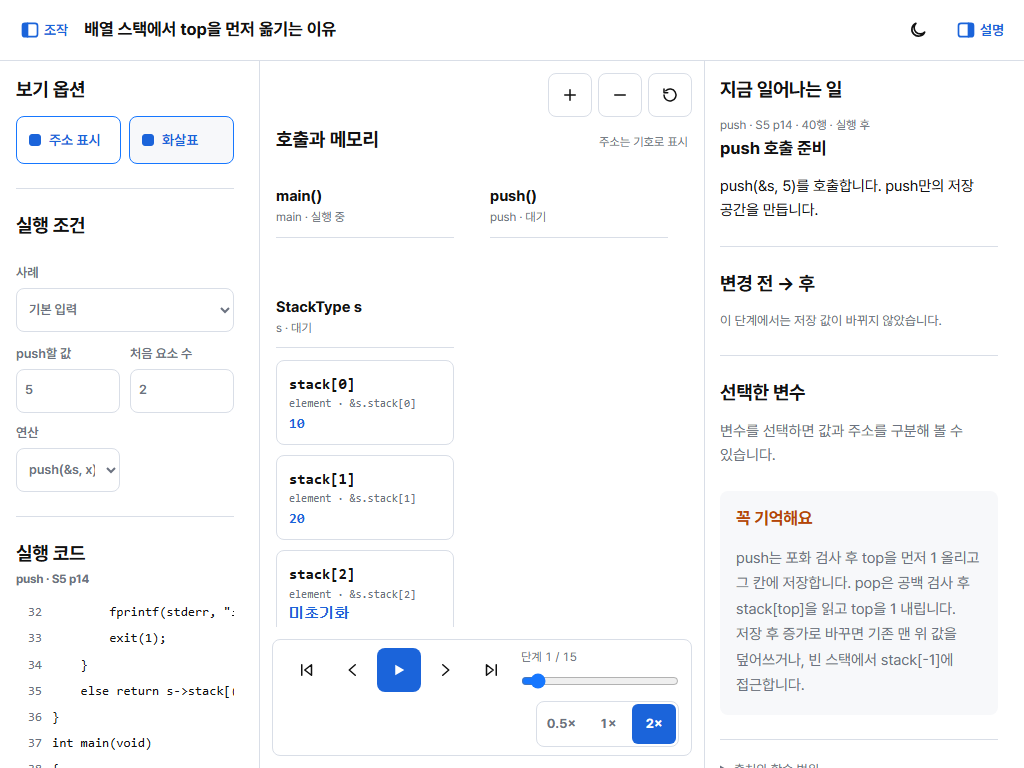 조작
배열 스택에서 top을 먼저 옮기는 이유
설명
보기 옵션
주소 표시
화살표
실행 조건
사례
기본 입력
push할 값
처음 요소 수
5
2
연산
push(&s, x)
실행 코드
push · S5 p14
32 fprintf(stderr, "
33 exit(1);
34 }
35 else return s->stack[(
36 }
37 int main(void)
38 {
호출과 메모리
주소는 기호로 표시
main()
main · 실행 중
push()
push · 대기
StackType s
s · 대기
stack[0]
element · &s.stack[0]
10
stack[1]
element · &s.stack[1]
20
stack[2]
element · &s.stack[2]
미초기화
단계 1 / 15
0.5×
1×
2×
지금 일어나는 일
push · S5 p14 · 40행 · 실행 후
push 호출 준비
push(&s, 5)를 호출합니다. push만의 저장
공간을 만듭니다.
변경 전 → 후
이 단계에서는 저장 값이 바뀌지 않았습니다.
선택한 변수
변수를 선택하면 값과 주소를 구분해 볼 수
있습니다.
꼭 기억해요
push는 포화 검사 후 top을 먼저 1 올리고
그 칸에 저장합니다. pop은 공백 검사 후
stack[top]을 읽고 top을 1 내립니다.
저장 후 증가로 바꾸면 기존 맨 위 값을
덮어쓰거나, 빈 스택에서 stack[-1]에
접근합니다.